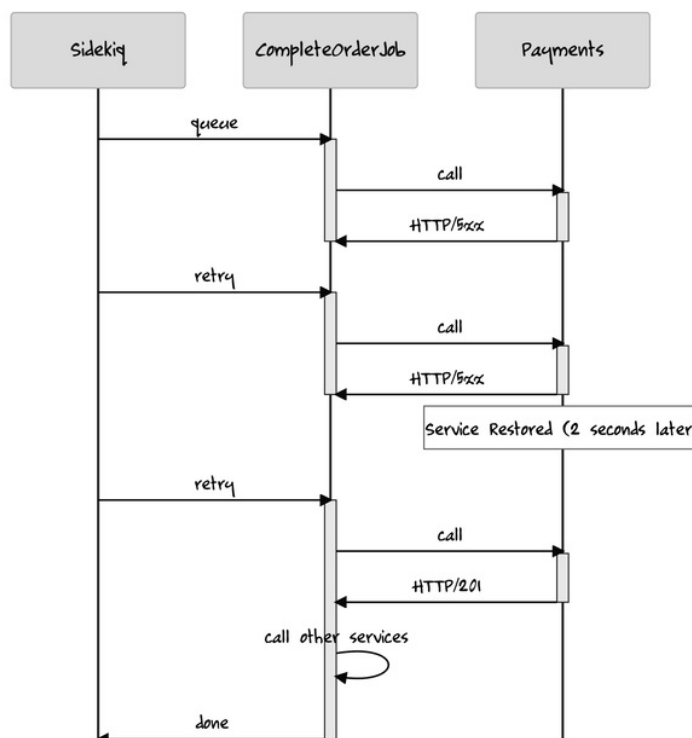 Sidekiq
CompleteOrderJob
Payments
queue
call
HTTP/5xx
retry
call
HTTP/5xx
Service Restored (2 seconds later
retry
call
HTTP/201
call other services
done